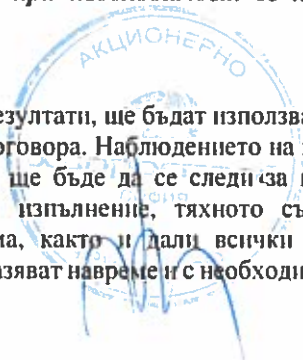 АКЦИОНЕРНО
езултати, ще бъдат използва
оговора. Наблюдението на
ще бъде да се следи за
изпълнение, тяхното съ
ма, както и дали всички
азяват навреме и с необходи